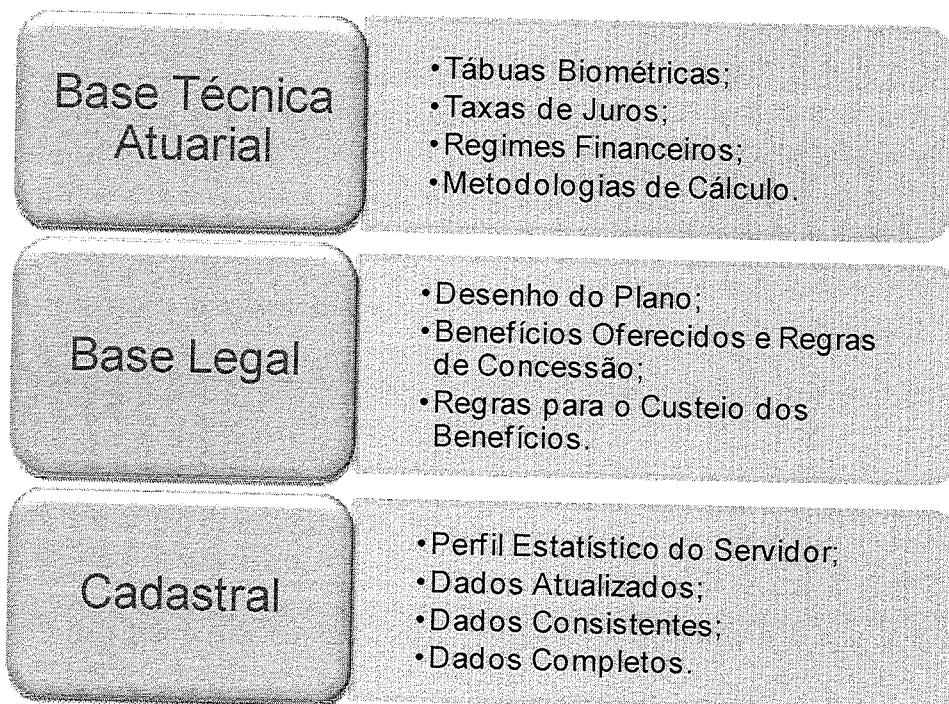 Base Técnica
Atuarial
•Tábuas Biométricas;
•Taxas de Juros;
•Regimes Financeiros;
•Metodologias de Cálculo.
Base Legal
•Desenho do Plano;
•Benefícios Oferecidos e Regras
de Concessão;
•Regras para o Custeio dos
Benefícios.
Cadastral
•Perfil Estatístico do Servidor;
•Dados Atualizados;
•Dados Consistentes;
•Dados Completos.